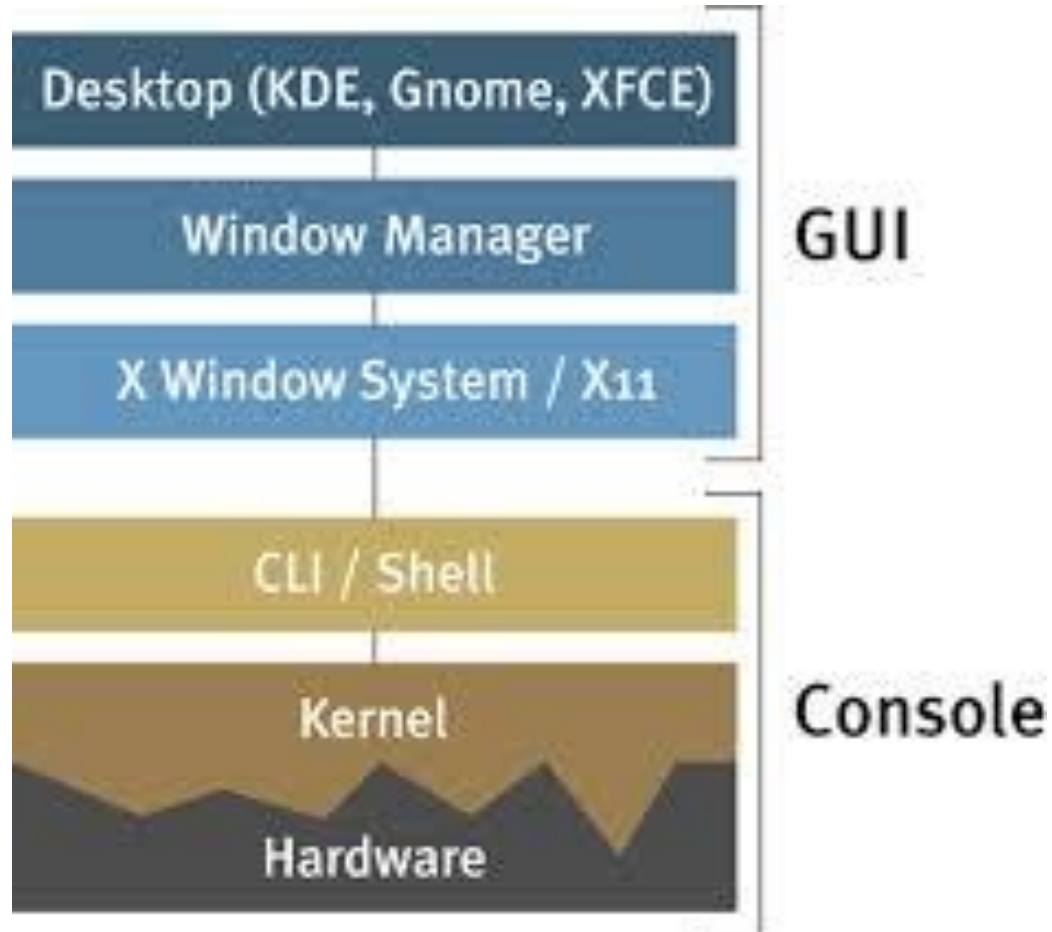 Desktop (KDE, Gnome, XFCE)
Window Manager
GUI
X Window System / X11
CLI / Shell
Kernel
Console
Hardware